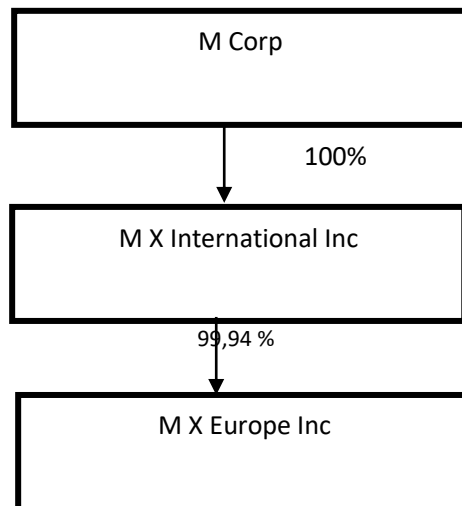 M Corp
100%
M X International Inc
99,94 %
M X Europe Inc